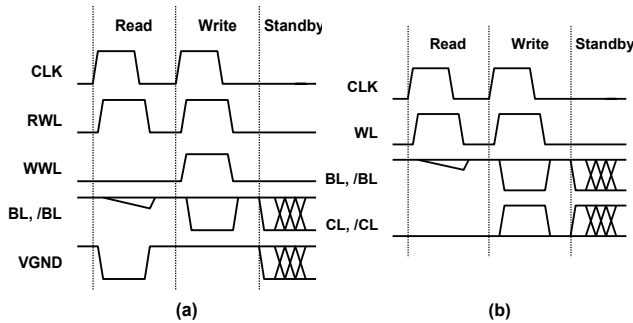 Read Write Standby
CLK
RWL
WWL
BL, /BL
VGND
(a)
Read Write Standby
CLK
WL
BL, /BL
CL, /CL
(b)